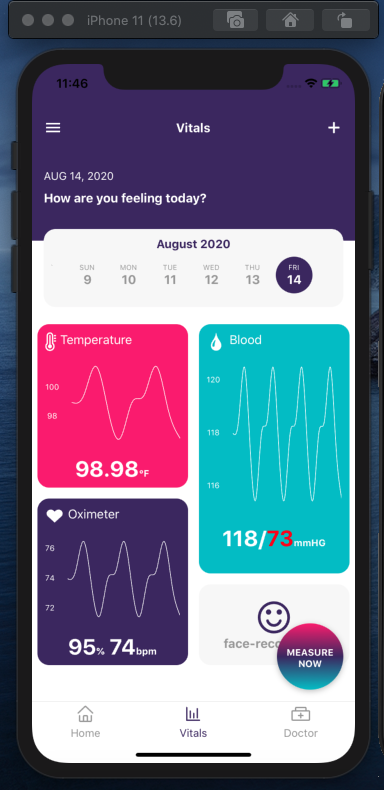 iPhone 11 (13.6)
11:46
Vitals
AUG 14, 2020
How are you feeling today?
August 2020
SUN MON TUE WED THU FRI
9 10 11 12 13 14
Temperature
100
98
98.98°F
Blood
120
118
116
118/73mmHG
Oximeter
76
74
72
95% 74bpm
face-reco
MEASURE
NOW
Home Vitals Doctor